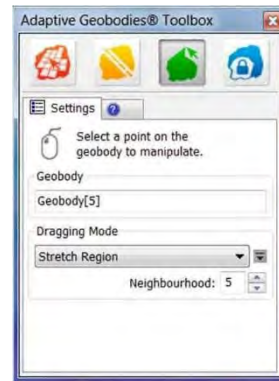 Adaptive Geobodies® Toolbox
Settings
Select a point on the
geobody to manipulate.
Geobody
Geobody[5]
Dragging Mode
Stretch Region
Neighbourhood: 5